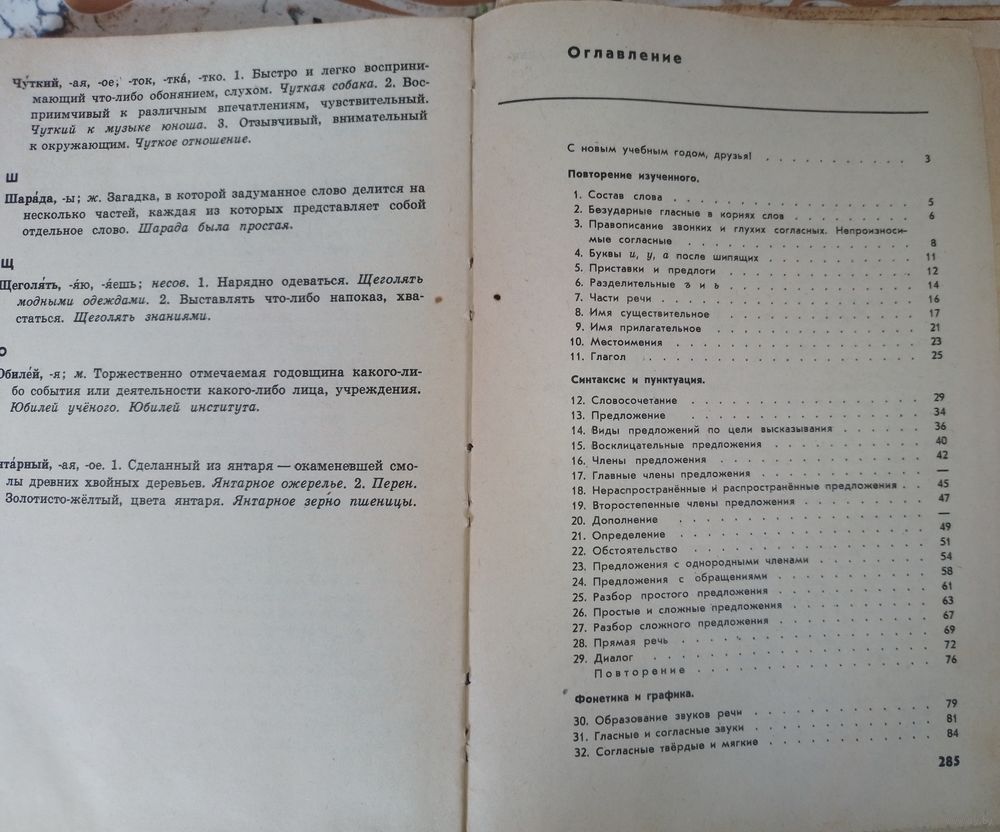 Чу́ткий, -ая, -ое; -ток, -тка́, -тко. 1. Быстро и легко восприни-
мающий что-либо обонянием, слухом. Чуткая собака. 2. Вос-
приимчивый к различным впечатлениям, чувствительный.
Чуткий к музыке юноша. 3. Отзывчивый, внимательный
к окружающим. Чуткое отношение.
Ш
Шара́да, -ы; ж. Загадка, в которой задуманное слово делится на
несколько частей, каждая из которых представляет собой
отдельное слово. Шарада была простая.
Щ
Щеголя́ть, -я́ю, -я́ешь; несов. 1. Нарядно одеваться. Щеголять
модными одеждами. 2. Выставлять что-либо напоказ, хва-
статься. Щеголять знаниями.
Ю
Юбиле́й, -я; м. Торжественно отмечаемая годовщина какого-ли-
бо события или деятельности какого-либо лица, учреждения.
Юбилей учёного. Юбилей института.
нта́рный, -ая, -ое. 1. Сделанный из янтаря — окаменевшей смо-
лы древних хвойных деревьев. Янтарное ожерелье. 2. Перен.
Золотисто-жёлтый, цвета янтаря. Янтарное зерно пшеницы.
Оглавление
С новым учебным годом, друзья! . . . . . . . . . . 3
Повторение изученного.
1. Состав слова . . . . . . . . . . 5
2. Безударные гласные в корнях слов . . . . . . . . . . 6
3. Правописание звонких и глухих согласных. Непроизноси-
мые согласные . . . . . . . . . . 8
4. Буквы и, у, а после шипящих . . . . . . . . . . 11
5. Приставки и предлоги . . . . . . . . . . 12
6. Разделительные ъ и ь . . . . . . . . . . 14
7. Части речи . . . . . . . . . . 16
8. Имя существительное . . . . . . . . . . 17
9. Имя прилагательное . . . . . . . . . . 21
10. Местоимения . . . . . . . . . . 23
11. Глагол . . . . . . . . . . 25
Синтаксис и пунктуация.
12. Словосочетание . . . . . . . . . . 29
13. Предложение . . . . . . . . . . 34
14. Виды предложений по цели высказывания . . . . . . 36
15. Восклицательные предложения . . . . . . . . . . 40
16. Члены предложения . . . . . . . . . . 42
17. Главные члены предложения . . . . . . . . . . —
18. Нераспространённые и распространённые предложения . . 45
19. Второстепенные члены предложения . . . . . . . . 47
20. Дополнение . . . . . . . . . . —
21. Определение . . . . . . . . . . 49
22. Обстоятельство . . . . . . . . . . 51
23. Предложения с однородными членами . . . . . . . 54
24. Предложения с обращениями . . . . . . . . . . 58
25. Разбор простого предложения . . . . . . . . . . 61
26. Простые и сложные предложения . . . . . . . . . 63
27. Разбор сложного предложения . . . . . . . . . . 67
28. Прямая речь . . . . . . . . . . 69
29. Диалог . . . . . . . . . . 72
Повторение . . . . . . . . . . 76
Фонетика и графика.
30. Образование звуков речи . . . . . . . . . . 79
31. Гласные и согласные звуки . . . . . . . . . . 81
32. Согласные твёрдые и мягкие . . . . . . . . . . 84
285